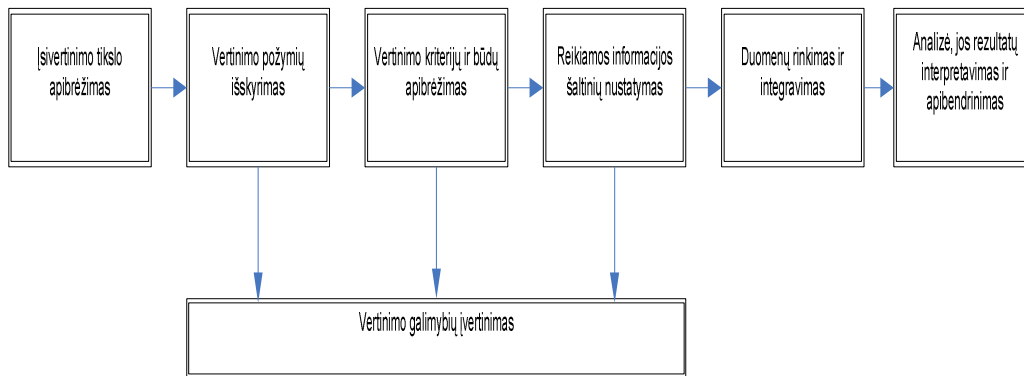 Įsivertinimo tikslo
apibrėžimas
Vertinimo požymių
išskyrimas
Vertinimo kriterijų ir būdų
apibrėžimas
Reikiamos informacijos
šaltinių nustatymas
Duomenų rinkimas ir
integravimas
Analizė, jos rezultatų
interpretavimas ir
apibendrinimas
Vertinimo galimybių įvertinimas